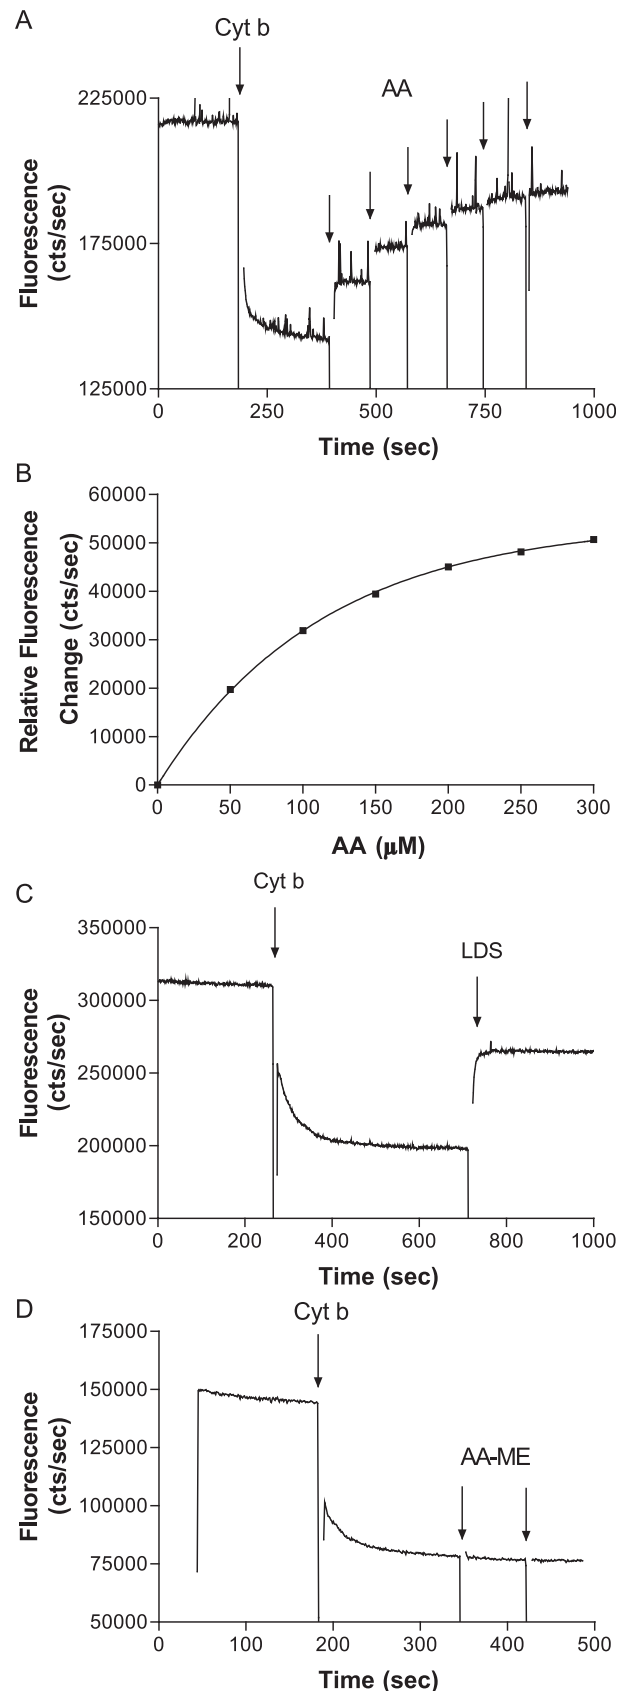 A
Cyt b
AA
225000
175000
125000
Fluorescence
(cts/sec)
0 250 500 750 1000
Time (sec)
B
60000
50000
40000
30000
20000
10000
0
Relative Fluorescence
Change (cts/sec)
0 50 100 150 200 250 300
AA (μM)
C
Cyt b
LDS
350000
300000
250000
200000
150000
Fluorescence
(cts/sec)
0 200 400 600 800 1000
Time (sec)
D
Cyt b
AA-ME
175000
150000
125000
100000
75000
50000
Fluorescence
(cts/sec)
0 100 200 300 400 500
Time (sec)